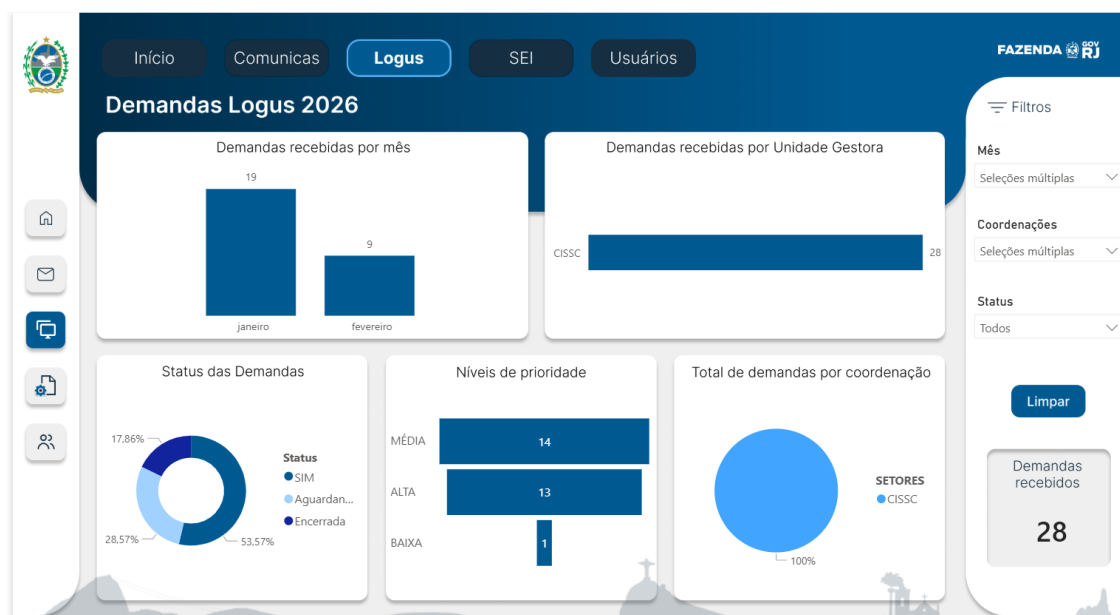 Início
Comunicas
Logus
SEI
Usuários
FAZENDA GOV RJ
Demandas Logus 2026
Filtros
Demandas recebidas por mês
19
9
janeiro
fevereiro
Demandas recebidas por Unidade Gestora
CISSC
28
Mês
Seleções múltiplas
Coordenações
Seleções múltiplas
Status
Todos
Limpar
Demandas
recebidos
28
Status das Demandas
17,86%
28,57%
53,57%
Status
SIM
Aguardan...
Encerrada
Níveis de prioridade
MÉDIA
14
ALTA
13
BAIXA
1
Total de demandas por coordenação
SETORES
CISSC
100%